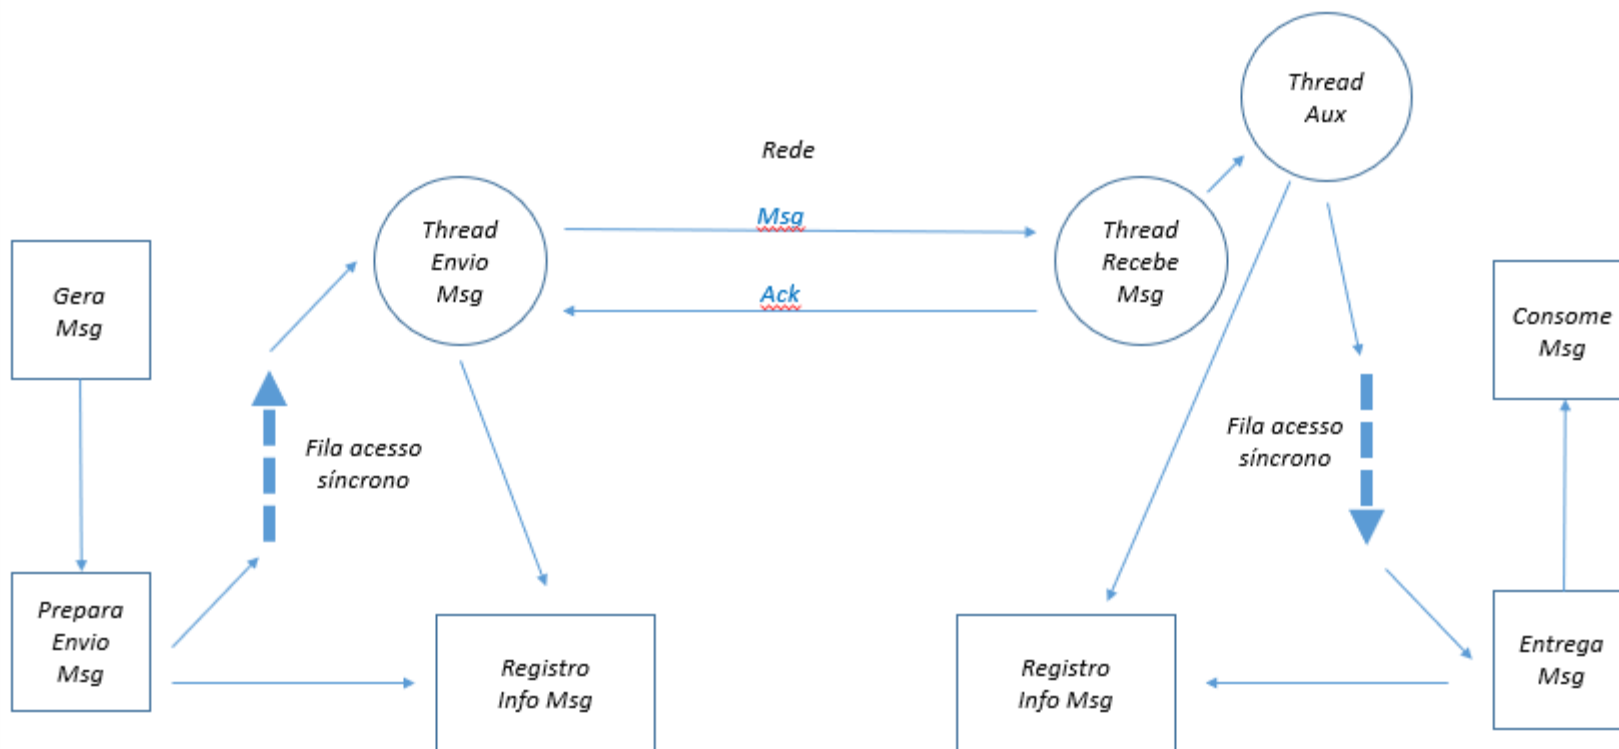 Thread
Aux
Rede
Msg
Thread
Envio
Msg
Thread
Recebe
Msg
Ack
Gera
Msg
Consome
Msg
Fila acesso
síncrono
Fila acesso
síncrono
Prepara
Envio
Msg
Registro
Info Msg
Registro
Info Msg
Entrega
Msg